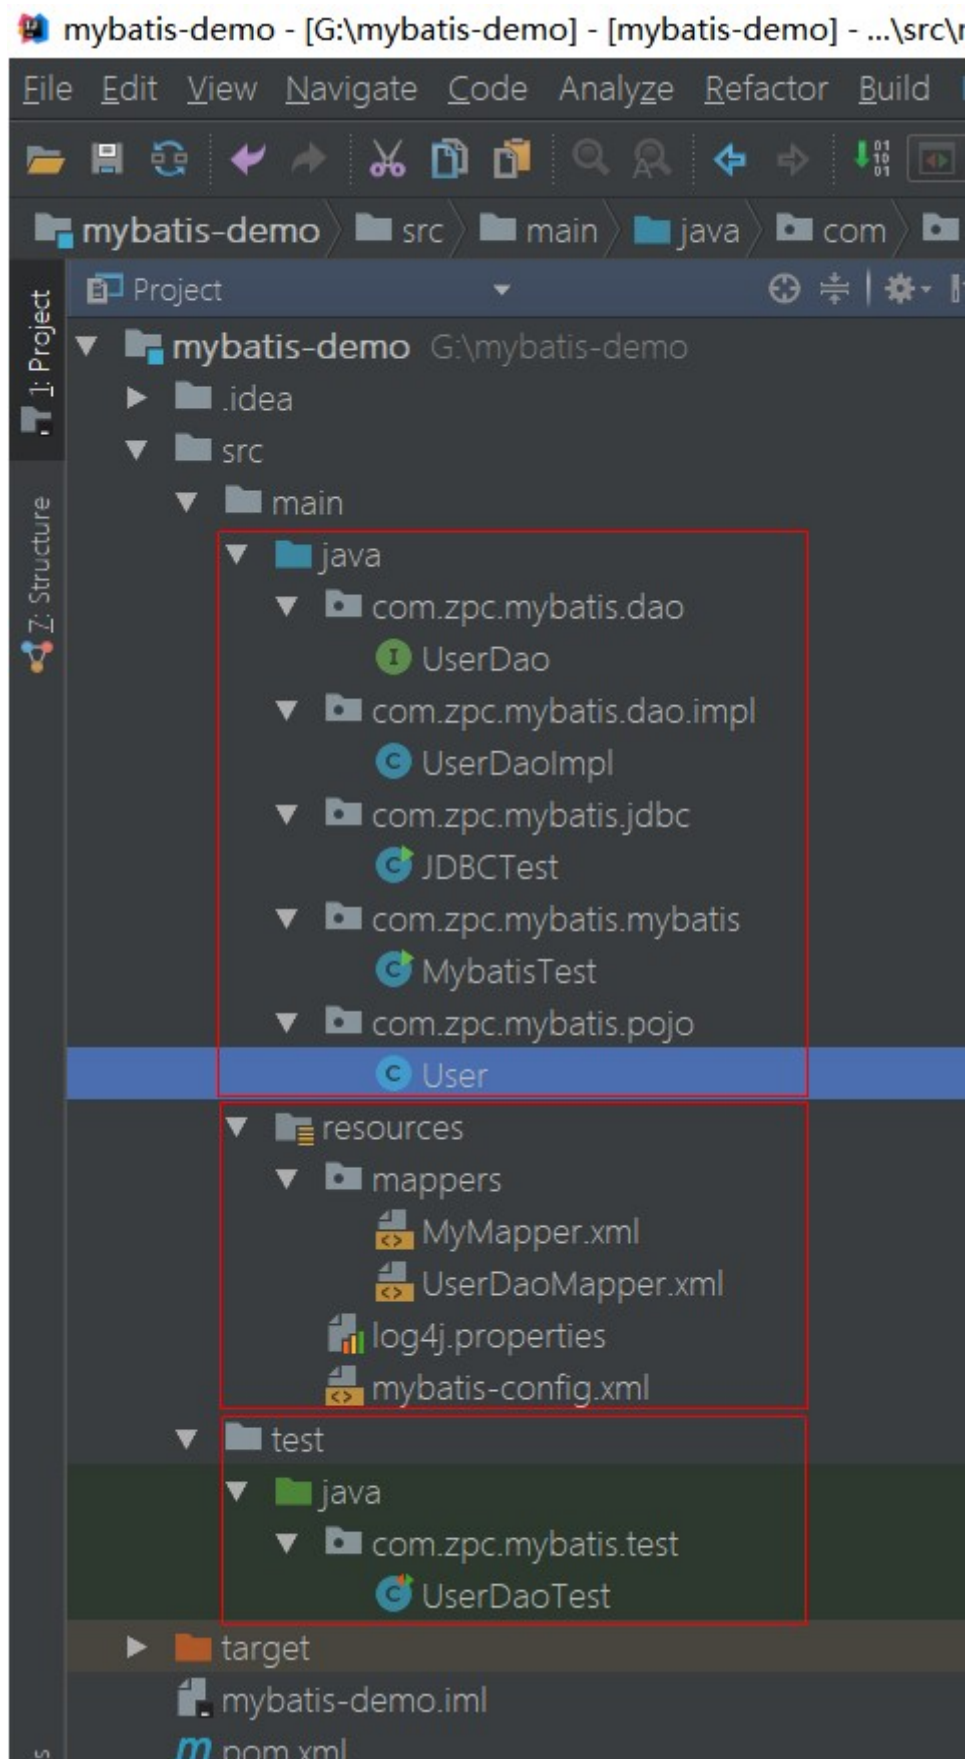 mybatis-demo - [G:\mybatis-demo] - [mybatis-demo] - ...\src\
File Edit View Navigate Code Analyze Refactor Build
mybatis-demo src main java com
Project
1: Project
mybatis-demo G:\mybatis-demo
.idea
src
main
7: Structure
java
com.zpc.mybatis.dao
UserDao
com.zpc.mybatis.dao.impl
UserDaoImpl
com.zpc.mybatis.jdbc
JDBCTest
com.zpc.mybatis.mybatis
MybatisTest
com.zpc.mybatis.pojo
User
resources
mappers
MyMapper.xml
UserDaoMapper.xml
log4j.properties
mybatis-config.xml
test
java
com.zpc.mybatis.test
UserDaoTest
target
mybatis-demo.iml
pom.xml